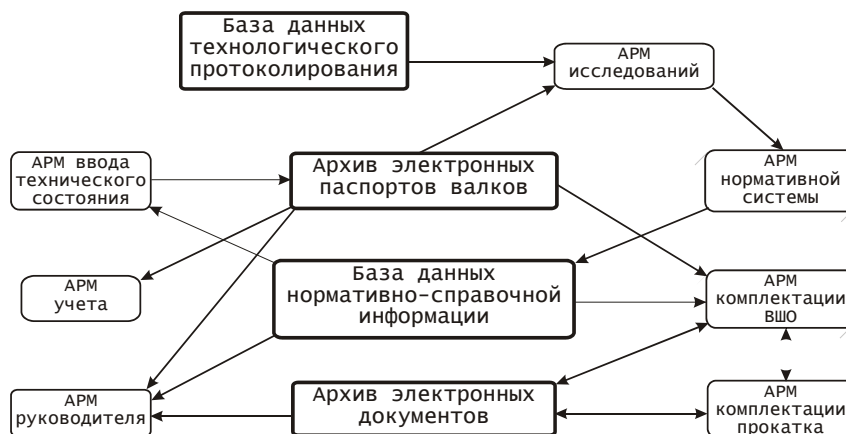 База данных
технологического
протоколирования
АРМ
исследований
АРМ ввода
технического
состояния
Архив электронных
паспортов валков
АРМ
нормативной
системы
АРМ
учета
База данных
нормативно-справочной
информации
АРМ
комплектации
ВШО
АРМ
руководителя
Архив электронных
документов
АРМ
комплектации
прокатка